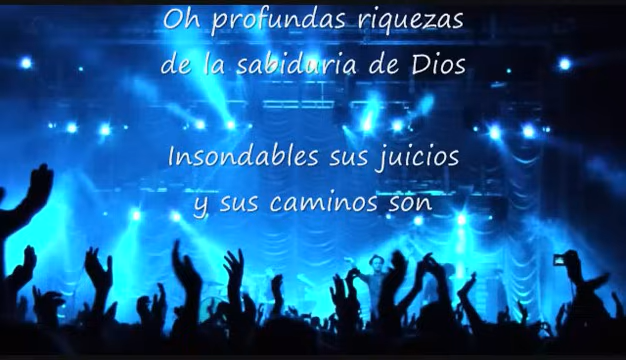 Oh profundas riquezas
de la sabiduria de Dios
Insondables sus juicios
y sus caminos son